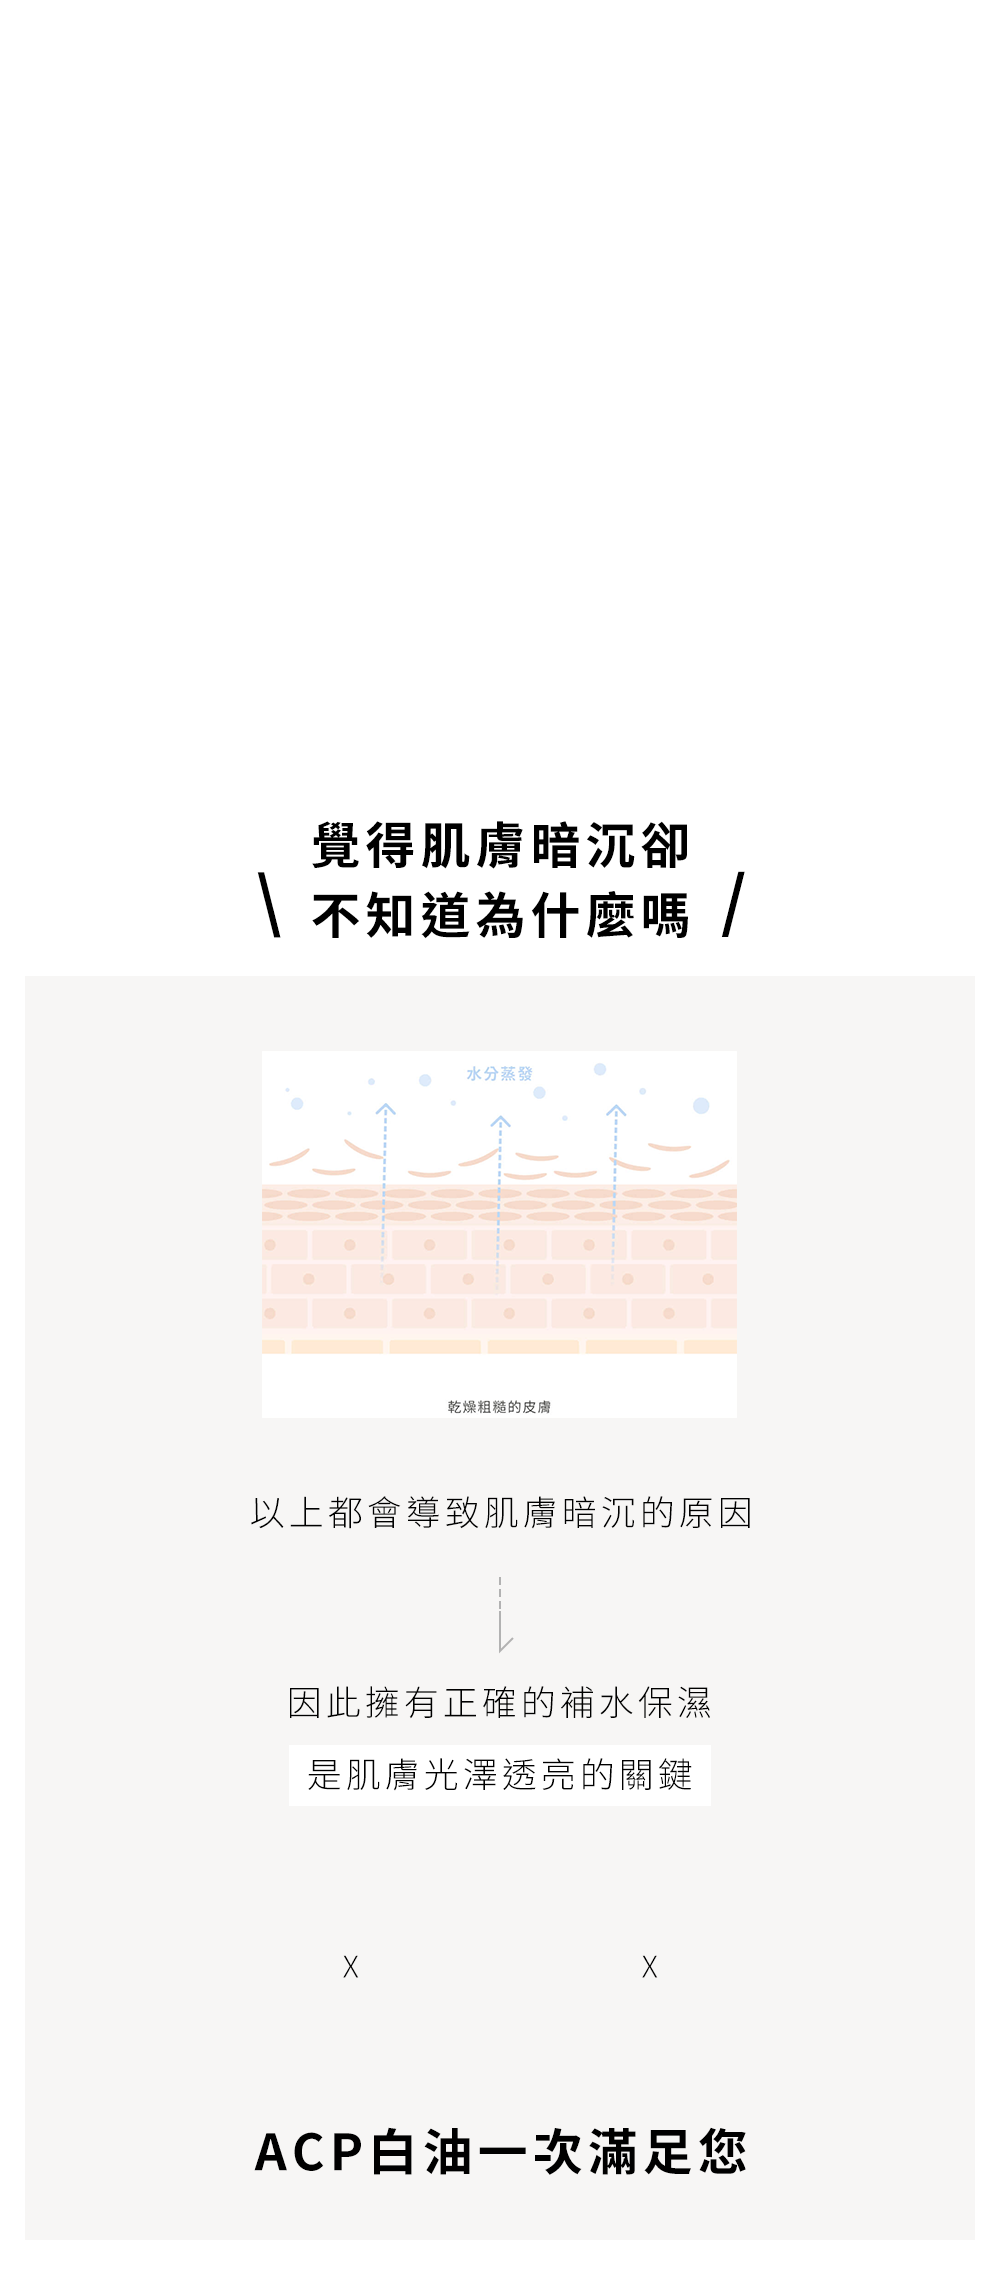 覺得肌膚暗沉卻
\ 不知道為什麼嗎 /
水分蒸發
乾燥粗糙的皮膚
以上都會導致肌膚暗沉的原因
因此擁有正確的補水保濕
是肌膚光澤透亮的關鍵
X X
ACP白油一次滿足您